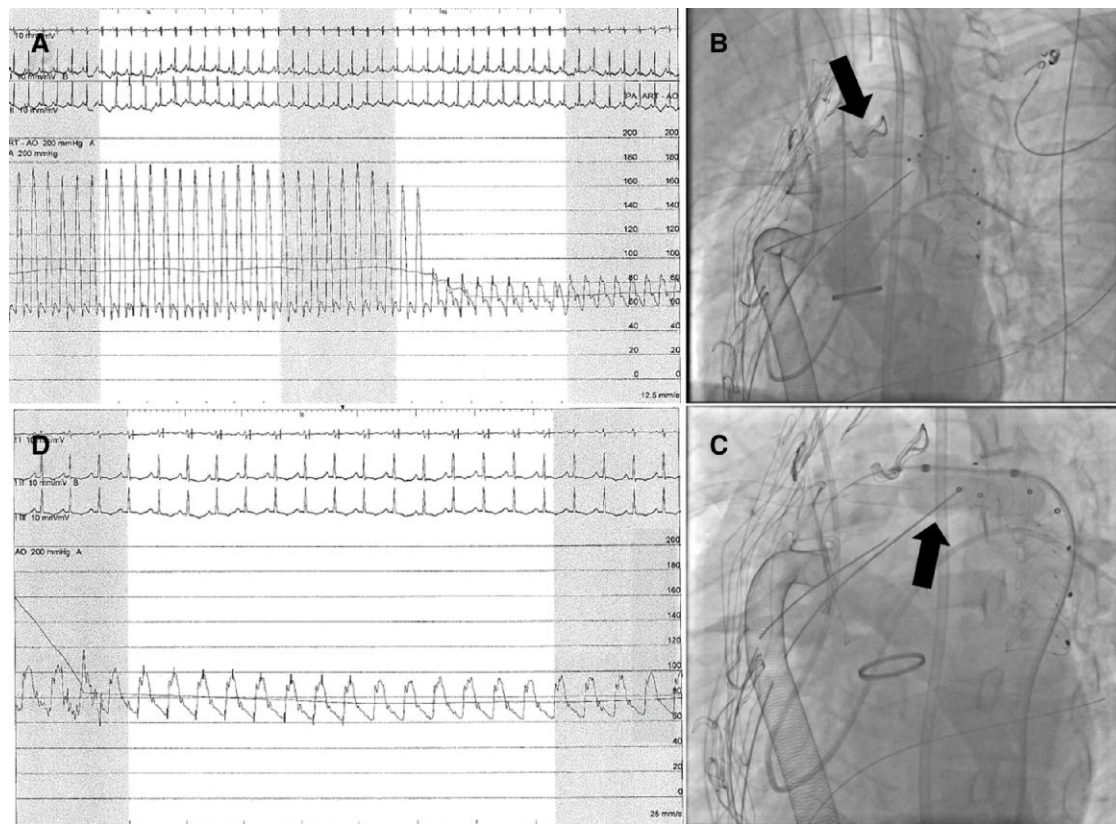 A
10 mm/mV
I 10 mm/mV B
II 10 mm/mV
PA ART - AO
RT - AO 200 mmHg A
A 200 mmHg
200 200
180 180
160 160
140 140
120 120
100 100
80 80
60 60
40 40
20 20
0 0
12.5 mm/s
B
D
I II 10 mm/mV
I II 10 mm/mV B
I III 10 mm/mV
AO 200 mmHg A
200
180
160
140
120
100
80
60
40
20
0
25 mm/s
C